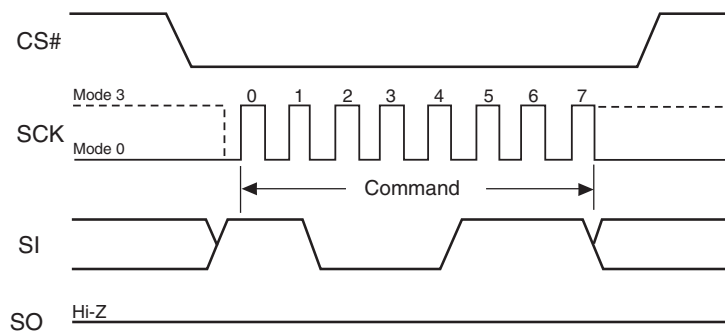 CS#
Mode 3
0 1 2 3 4 5 6 7
SCK
Mode 0
Command
SI
Hi-Z
SO